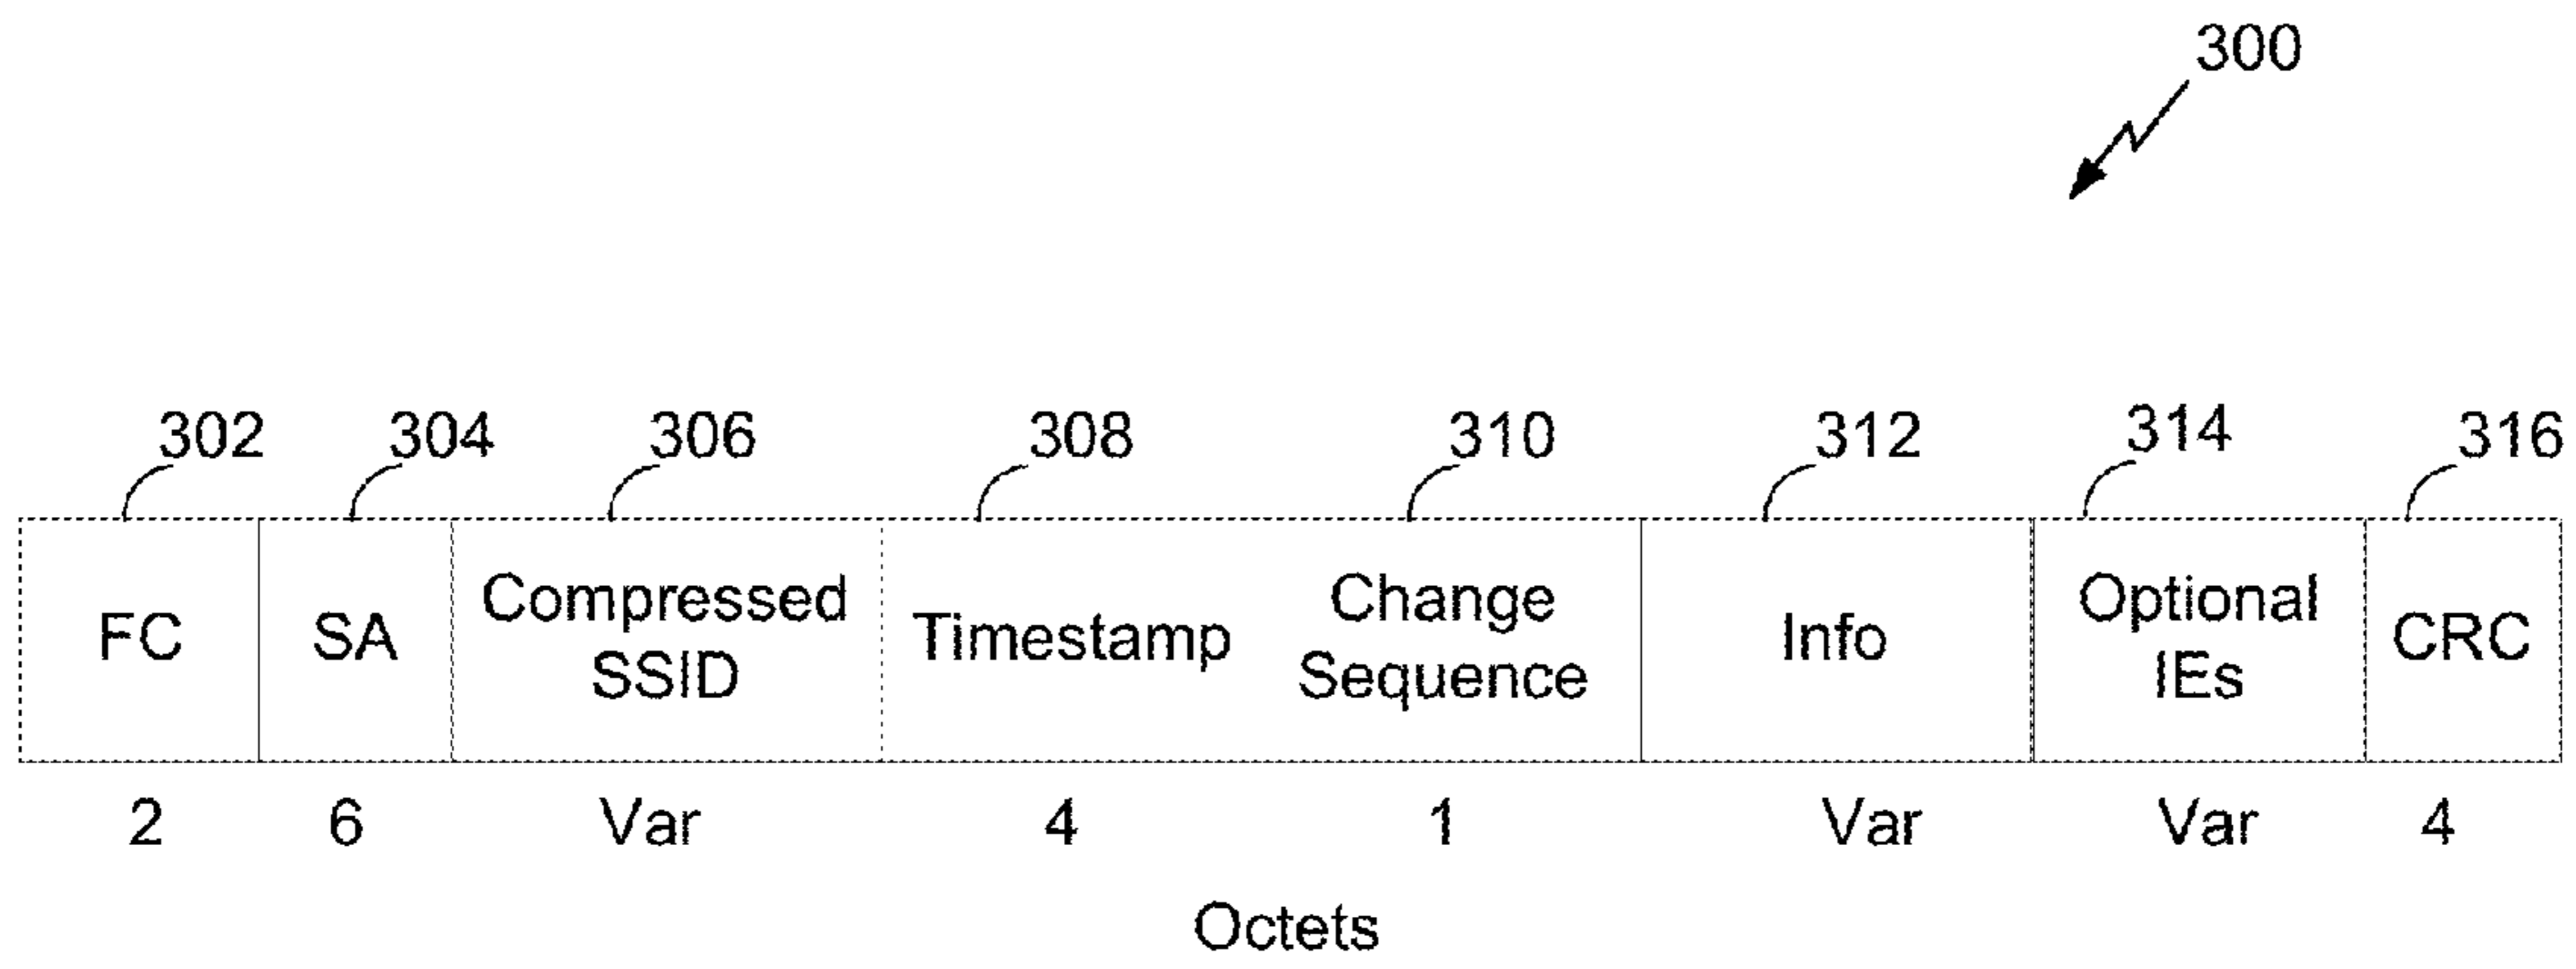 300
302 304 306 308 310 312 314 316
FC SA Compressed SSID Timestamp Change Sequence Info Optional IEs CRC
2 6 Var 4 1 Var Var 4
Octets